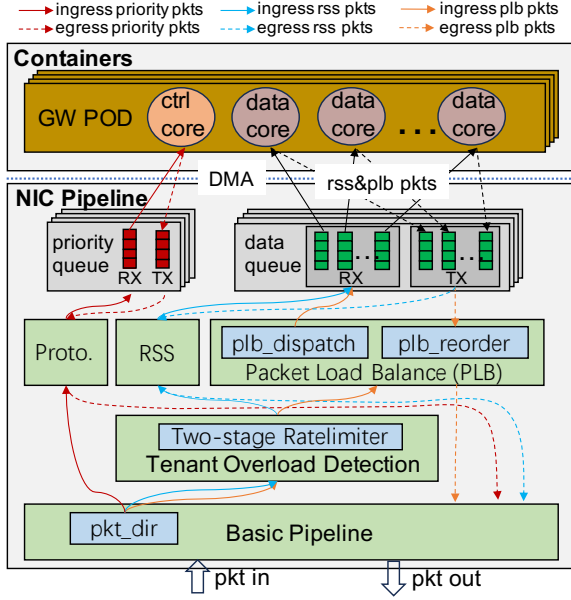 ingress priority pkts ingress rss pkts ingress plb pkts
egress priority pkts egress rss pkts egress plb pkts
Containers
GW POD
ctrl
core
data
core
data
core
...
data
core
DMA
rss&plb pkts
NIC Pipeline
priority
queue
RX TX
data
queue
...
RX
...
TX
Proto.
RSS
plb_dispatch
plb_reorder
Packet Load Balance (PLB)
Two-stage Ratelimiter
Tenant Overload Detection
pkt_dir
Basic Pipeline
pkt in
pkt out